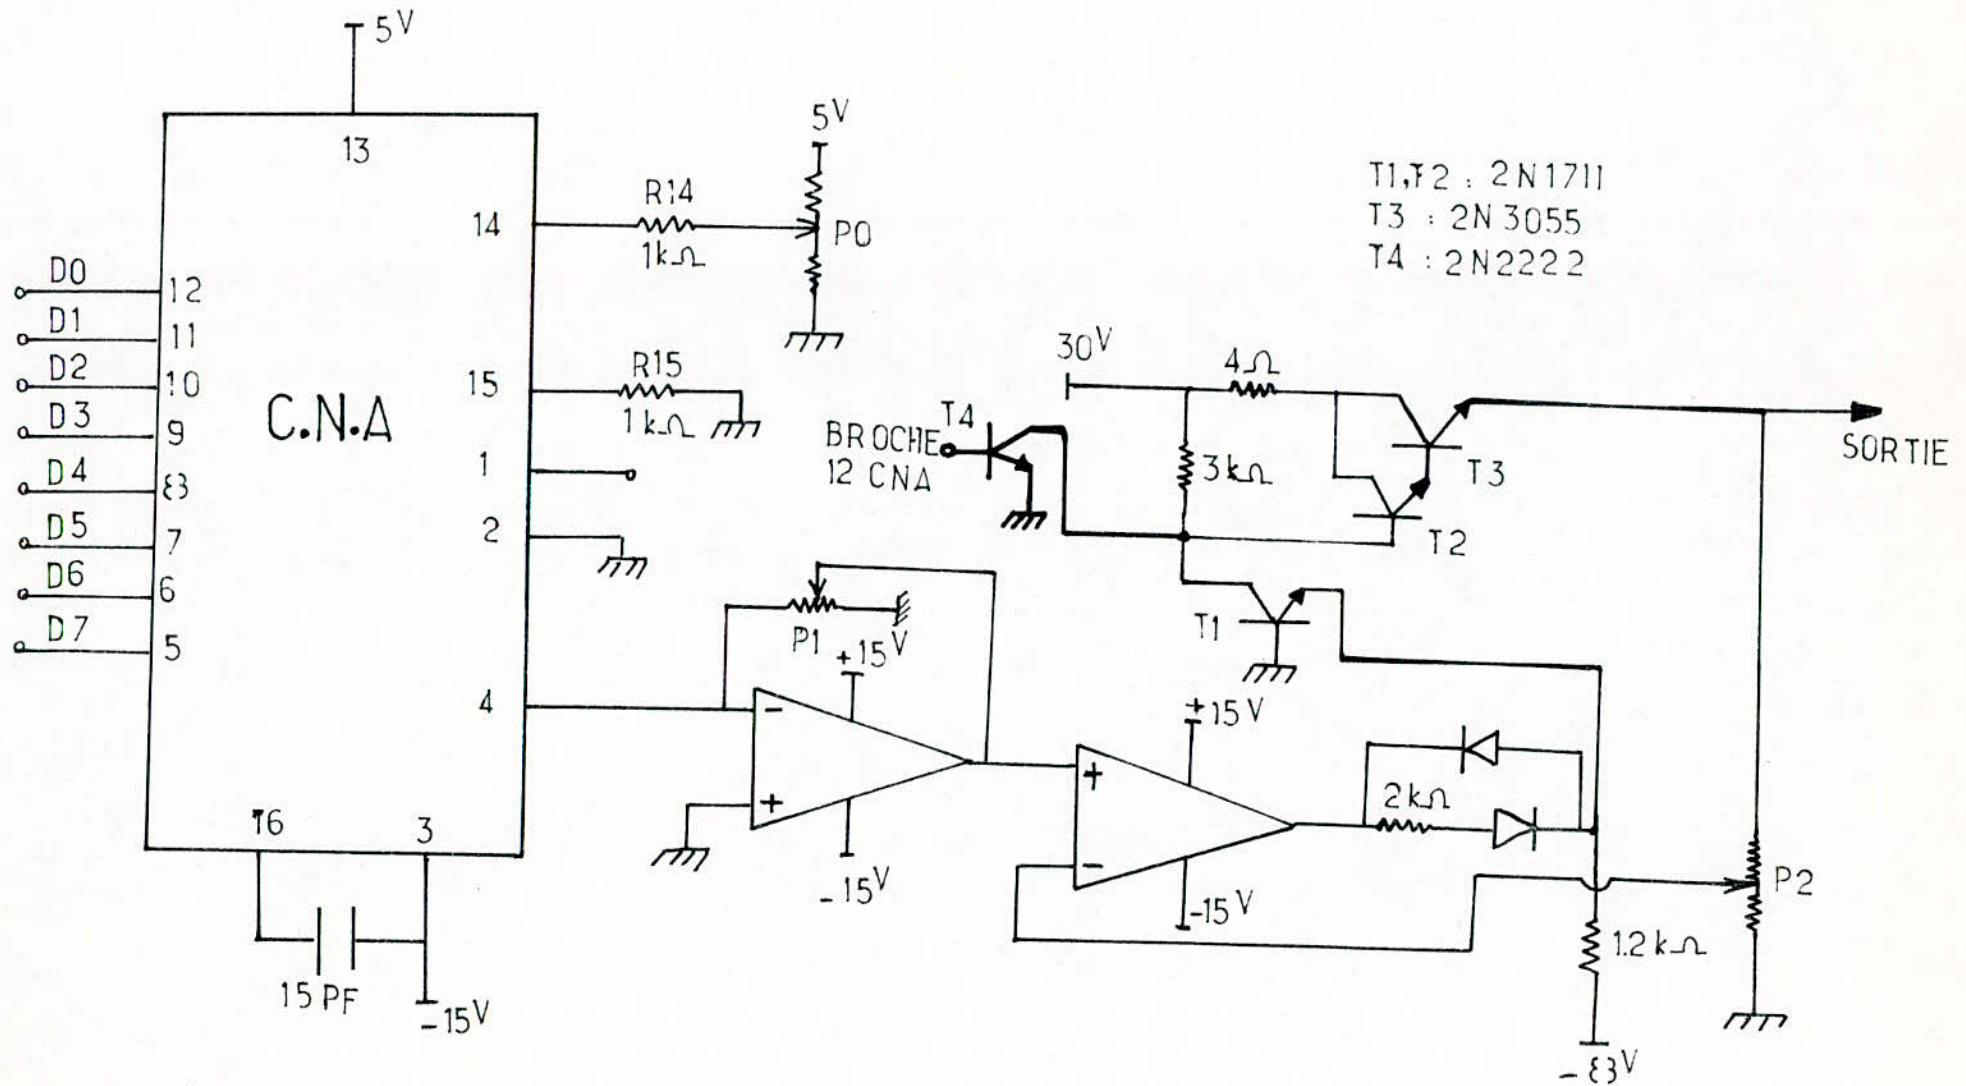 5V
13
14
R14
1kΩ
5V
P0
D0
12
D1
11
D2
10
D3
9
D4
8
D5
7
D6
6
D7
5
C.N.A
15
R15
1kΩ
1
2
4
16
3
15 PF
-15V
P1
+15V
-
+
-15V
T1,T2 : 2N1711
T3 : 2N3055
T4 : 2N2222
30V
4Ω
T4
BROCHE
12 CNA
3kΩ
T3
T2
SORTIE
T1
+15V
+
-
-15V
2kΩ
P2
1.2kΩ
-8V